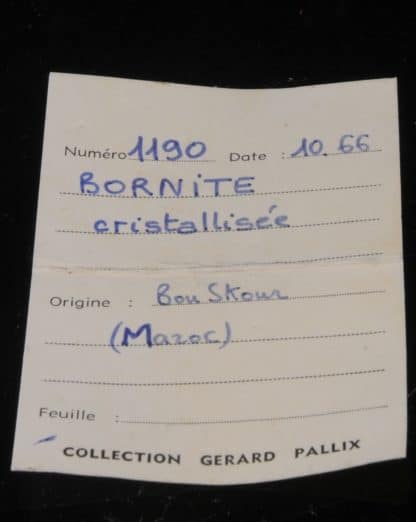 Numéro 1190 Date : 10.66
BORNITE
cristallisée
Origine : Bou Skour
(Maroc)
Feuille :
COLLECTION GERARD PALLIX